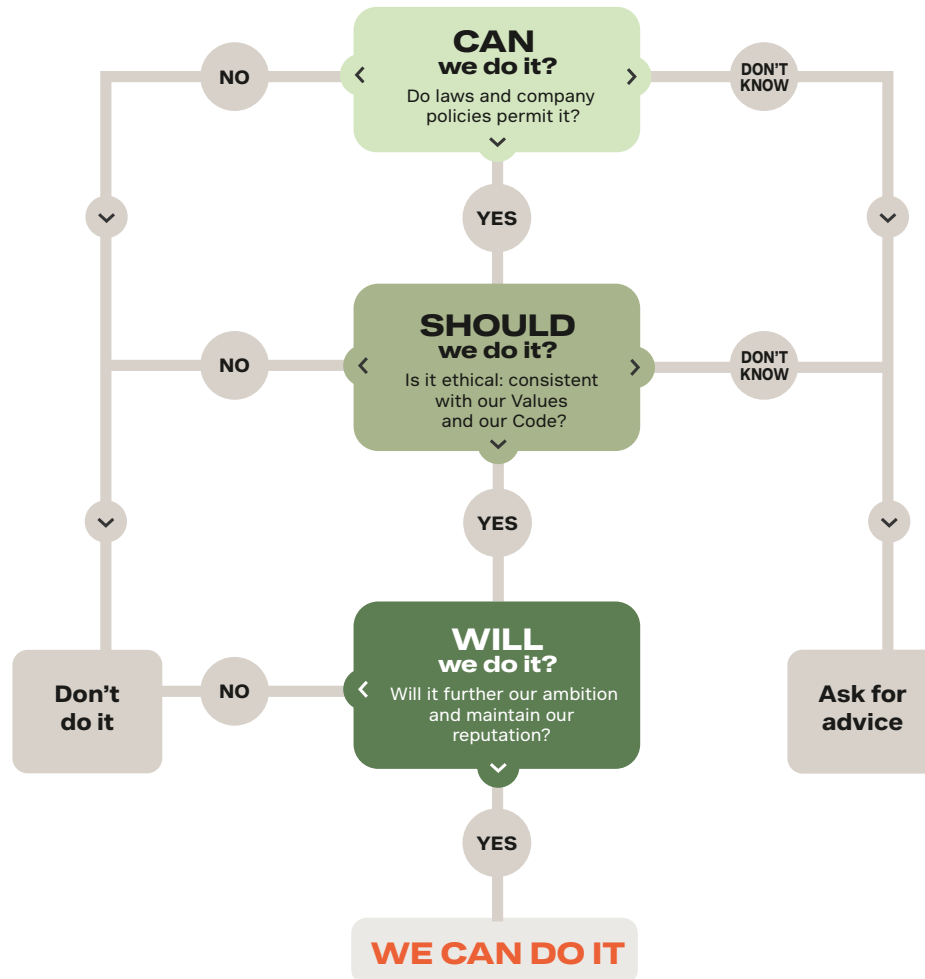 CAN
we do it?
Do laws and company
policies permit it?
NO
DON'T
KNOW
YES
SHOULD
we do it?
Is it ethical: consistent
with our Values
and our Code?
NO
DON'T
KNOW
YES
WILL
we do it?
Will it further our ambition
and maintain our
reputation?
NO
Don't
do it
Ask for
advice
YES
WE CAN DO IT